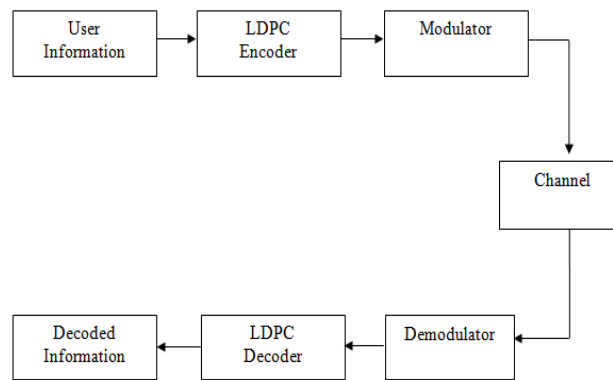 User
Information
LDPC
Encoder
Modulator
Channel
Demodulator
LDPC
Decoder
Decoded
Information